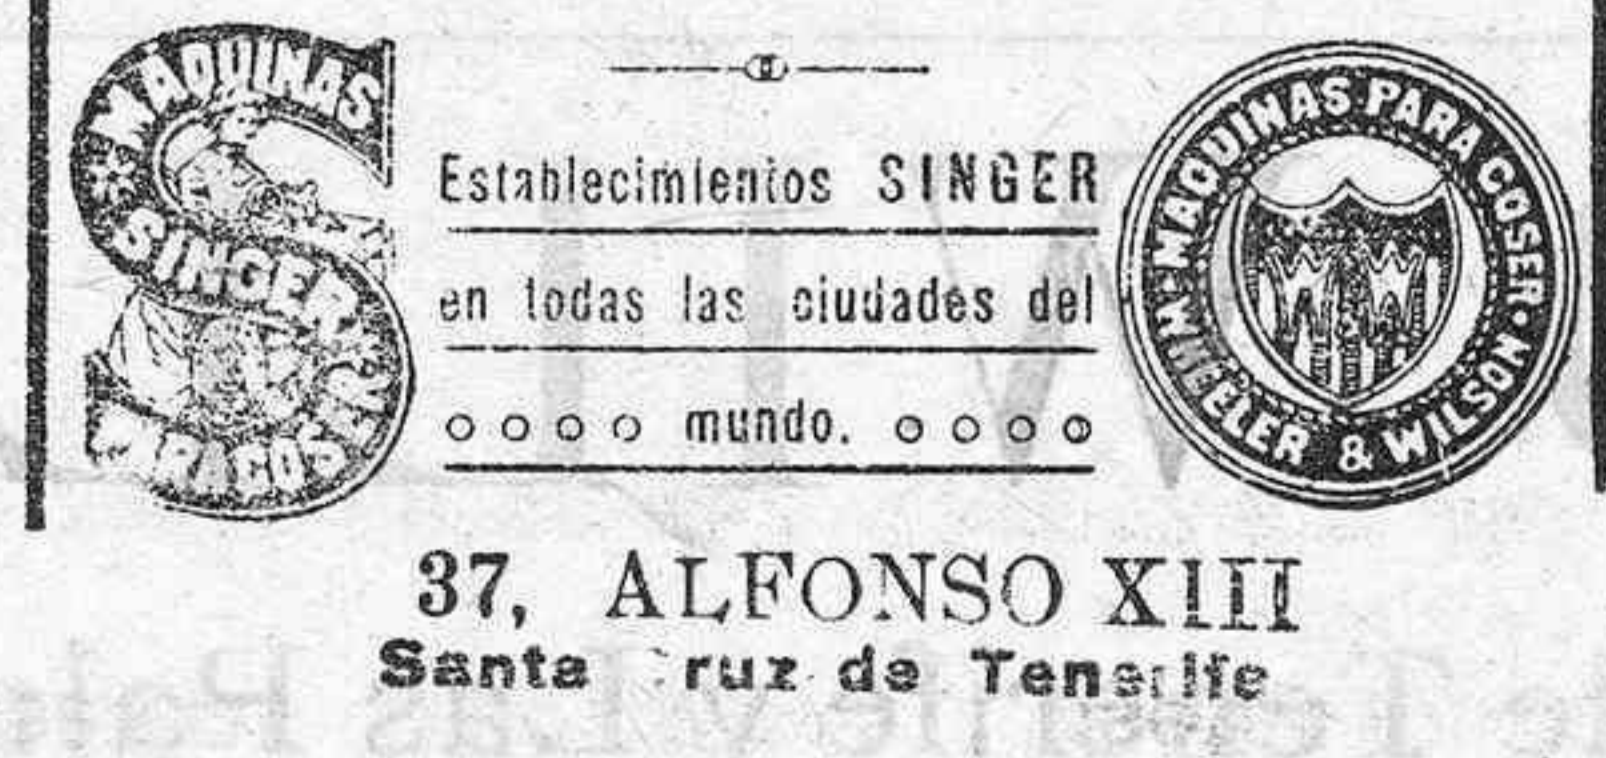 MÁQUINAS
SINGER
Establecimientos SINGER
en todas las ciudades del
mundo.
MAQUINAS PARA COSER
WHEELER & WILSON
W W
37, ALFONSO XIII
Santa Cruz de Tenerife